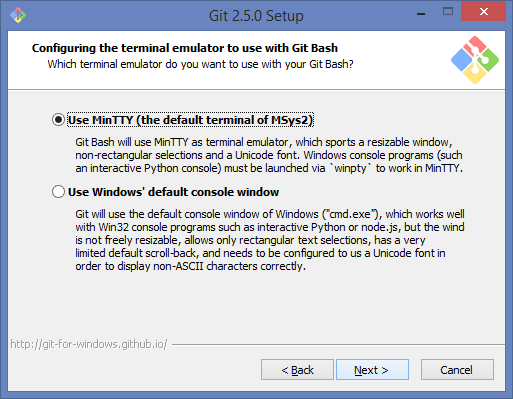 Git 2.5.0 Setup
Configuring the terminal emulator to use with Git Bash
Which terminal emulator do you want to use with your Git Bash?
Use MinTTY (the default terminal of MSys2)
Git Bash will use MinTTY as terminal emulator, which sports a resizable window,
non-rectangular selections and a Unicode font. Windows console programs (such
an interactive Python) must be launched via `winpty` to work in MinTTY.
Use Windows' default console window
Git will use the default console window of Windows ("cmd.exe"), which works well
with Win32 console programs such as interactive Python or node.js, but the wind
is not freely resizable, allows only rectangular text selections, has a very
limited default scroll-back, and needs to be configured to us a Unicode font in
order to display non-ASCII characters correctly.
http://git-for-windows.github.io/
< Back
Next >
Cancel